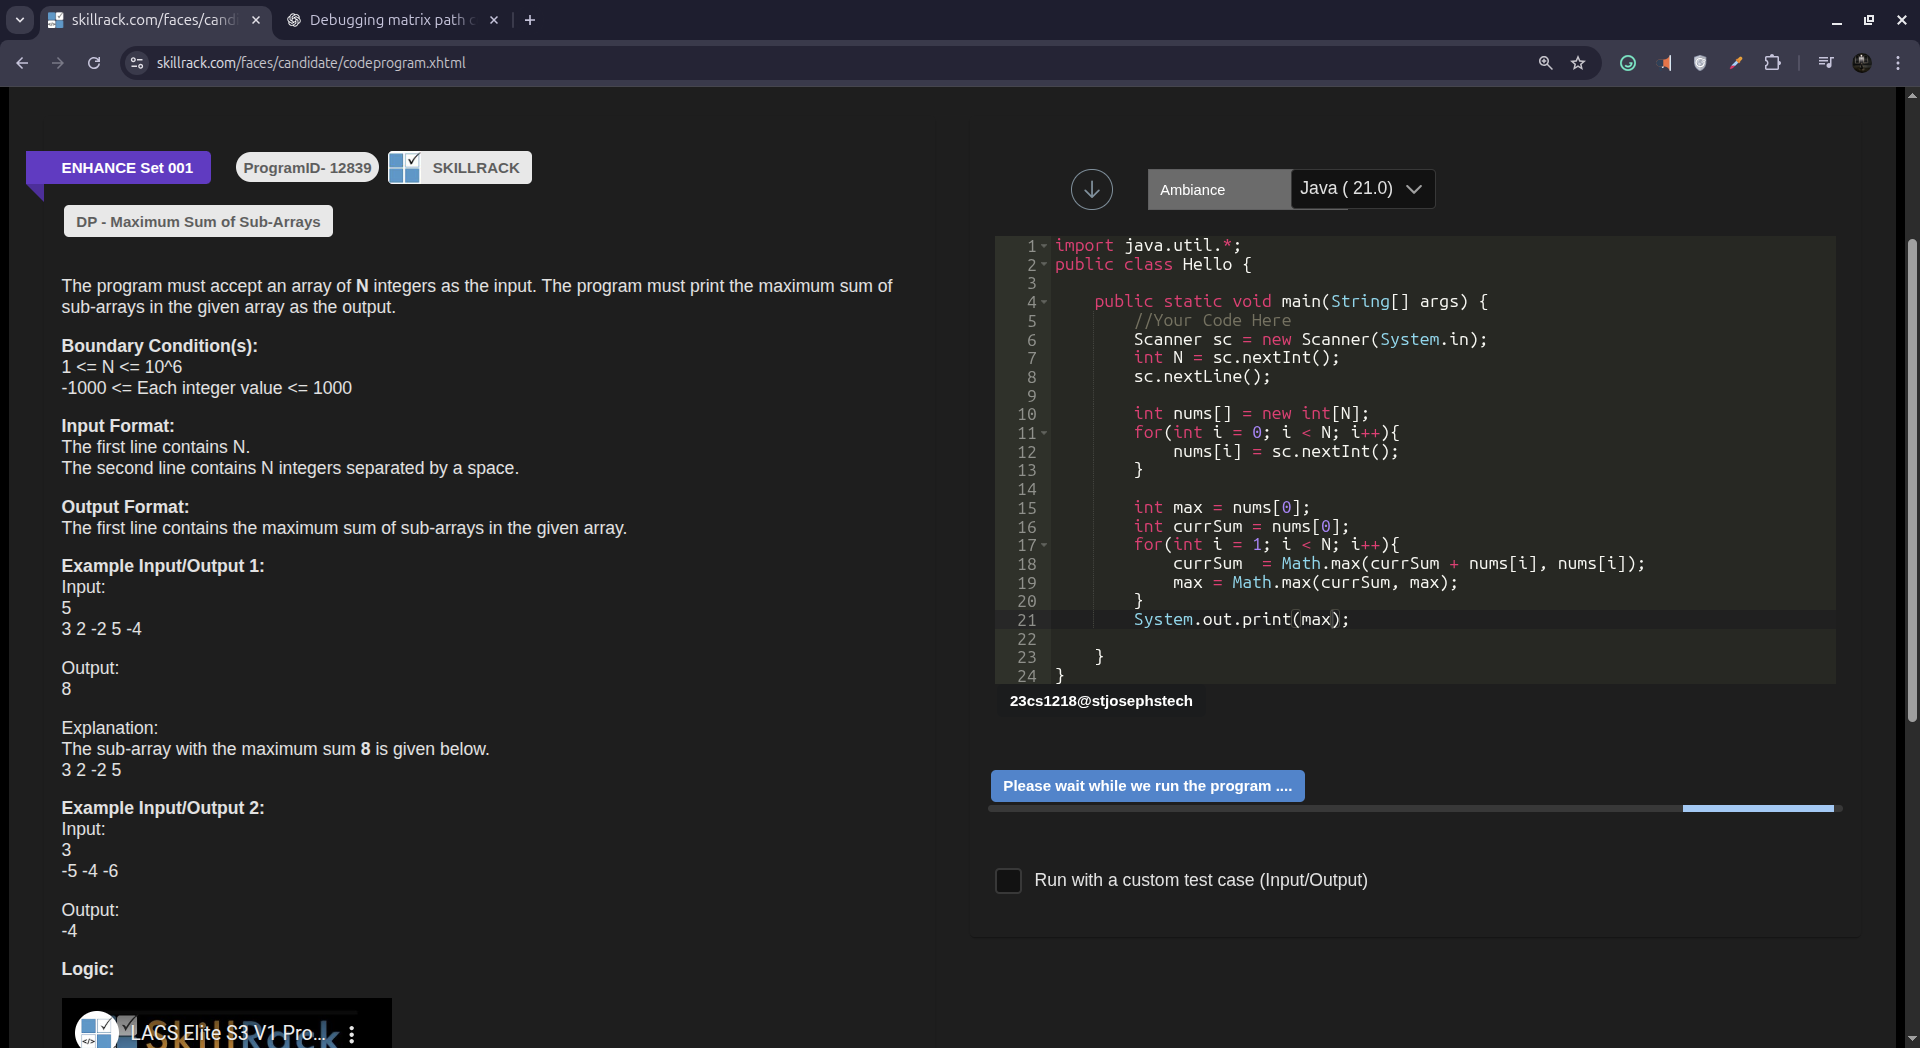 skillrack.com/faces/candi
Debugging matrix path
skillrack.com/faces/candidate/codeprogram.xhtml
ENHANCE Set 001
ProgramID- 12839
SKILLRACK
DP - Maximum Sum of Sub-Arrays
The program must accept an array of N integers as the input. The program must print the maximum sum of
sub-arrays in the given array as the output.
Boundary Condition(s):
1 <= N <= 10^6
-1000 <= Each integer value <= 1000
Input Format:
The first line contains N.
The second line contains N integers separated by a space.
Output Format:
The first line contains the maximum sum of sub-arrays in the given array.
Example Input/Output 1:
Input:
5
3 2 -2 5 -4
Output:
8
Explanation:
The sub-array with the maximum sum 8 is given below.
3 2 -2 5
Example Input/Output 2:
Input:
3
-5 -4 -6
Output:
-4
Logic:
LACS Elite S3 V1 Pro...
SkillRack
Ambiance
Java ( 21.0)
1 import java.util.*;
2 public class Hello {
3
4     public static void main(String[] args) {
5         //Your Code Here
6         Scanner sc = new Scanner(System.in);
7         int N = sc.nextInt();
8         sc.nextLine();
9
10         int nums[] = new int[N];
11         for(int i = 0; i < N; i++){
12             nums[i] = sc.nextInt();
13         }
14
15         int max = nums[0];
16         int currSum = nums[0];
17         for(int i = 1; i < N; i++){
18             currSum  = Math.max(currSum + nums[i], nums[i]);
19             max = Math.max(currSum, max);
20         }
21         System.out.print(max);
22
23     }
24 }
23cs1218@stjosephstech
Please wait while we run the program ....
Run with a custom test case (Input/Output)